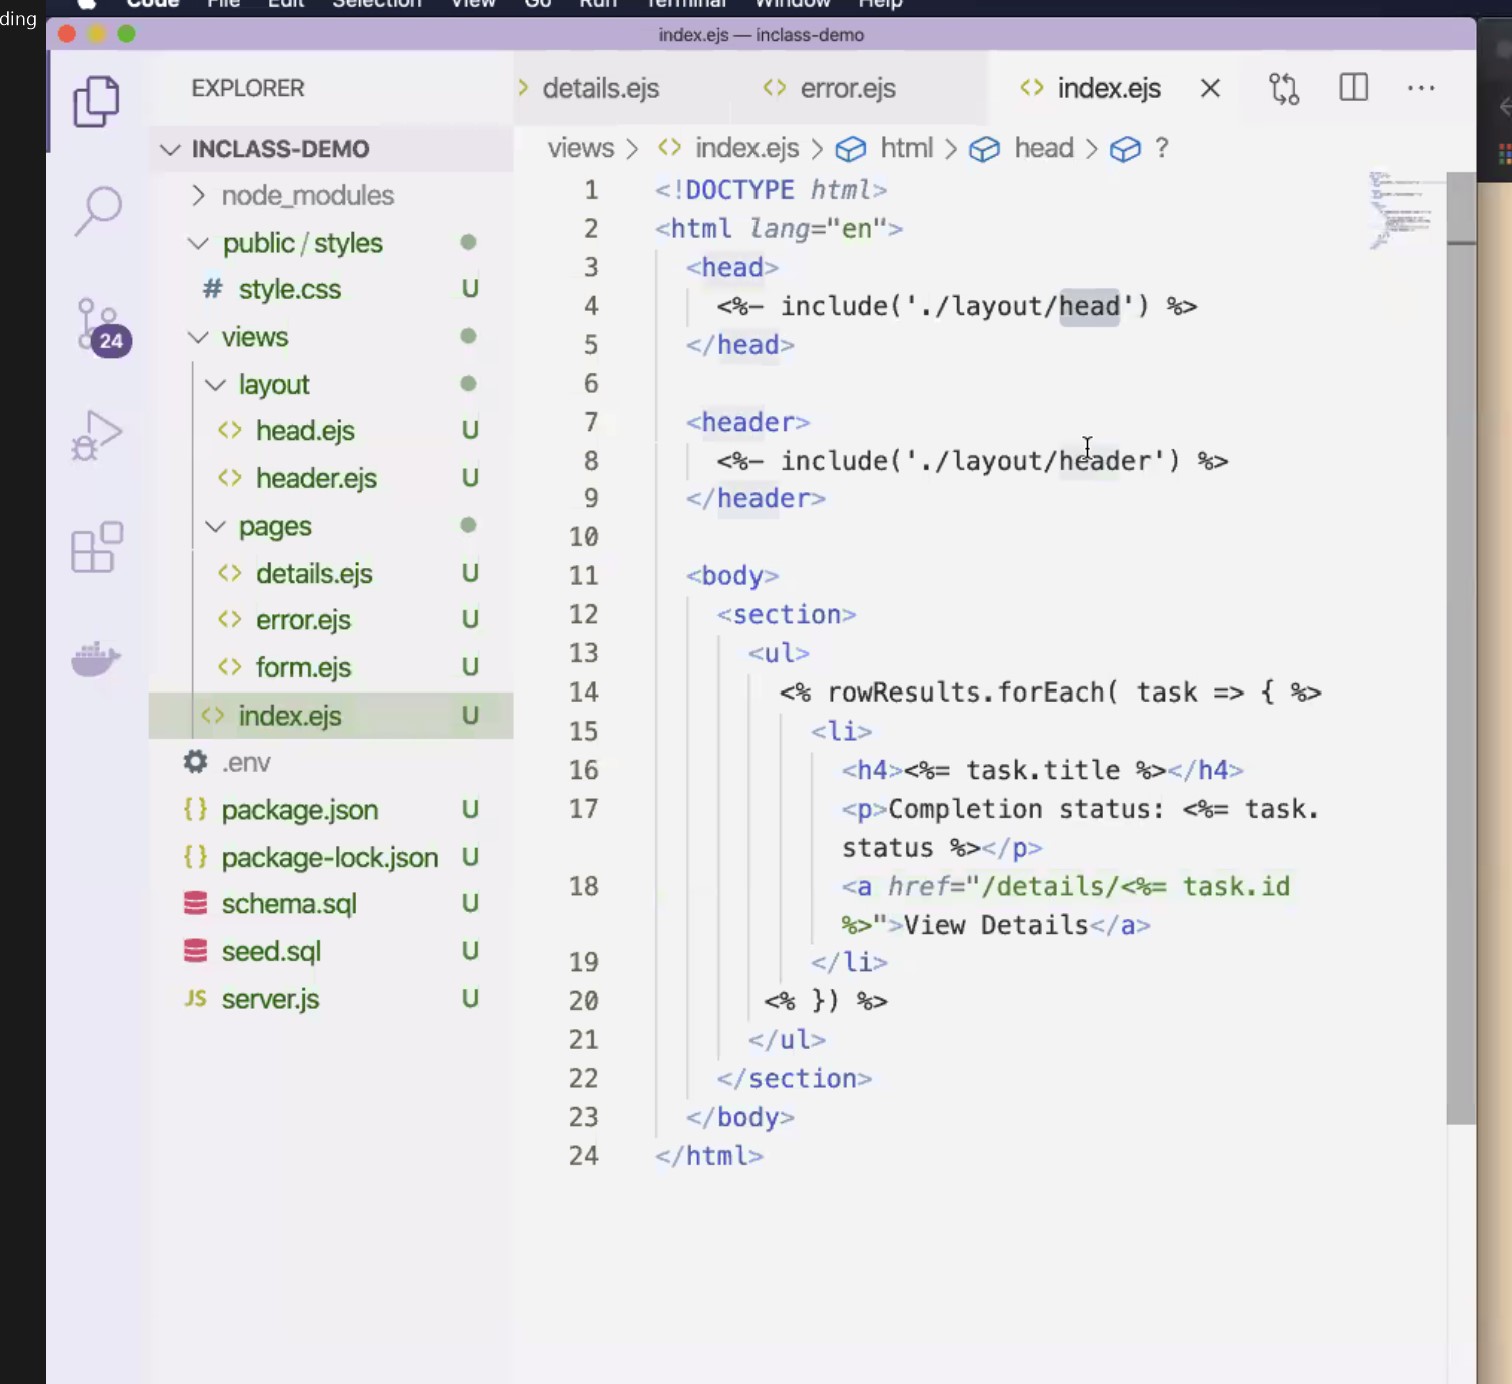 ding
Code File Edit Selection View Go Run Terminal Window Help
index.ejs — inclass-demo
EXPLORER
INCLASS-DEMO
node_modules
public / styles
# style.css U
views
layout
<> head.ejs U
<> header.ejs U
pages
<> details.ejs U
<> error.ejs U
<> form.ejs U
<> index.ejs U
.env
{} package.json U
{} package-lock.json U
schema.sql U
seed.sql U
JS server.js U
24
> details.ejs <> error.ejs <> index.ejs
views > <> index.ejs > html > head > ?
1 <!DOCTYPE html>
2 <html lang="en">
3 <head>
4 <%- include('./layout/head') %>
5 </head>
6
7 <header>
8 <%- include('./layout/header') %>
9 </header>
10
11 <body>
12 <section>
13 <ul>
14 <% rowResults.forEach( task => { %>
15 <li>
16 <h4><%= task.title %></h4>
17 <p>Completion status: <%= task.
status %></p>
18 <a href="/details/<%= task.id
%>">View Details</a>
19 </li>
20 <% }) %>
21 </ul>
22 </section>
23 </body>
24 </html>